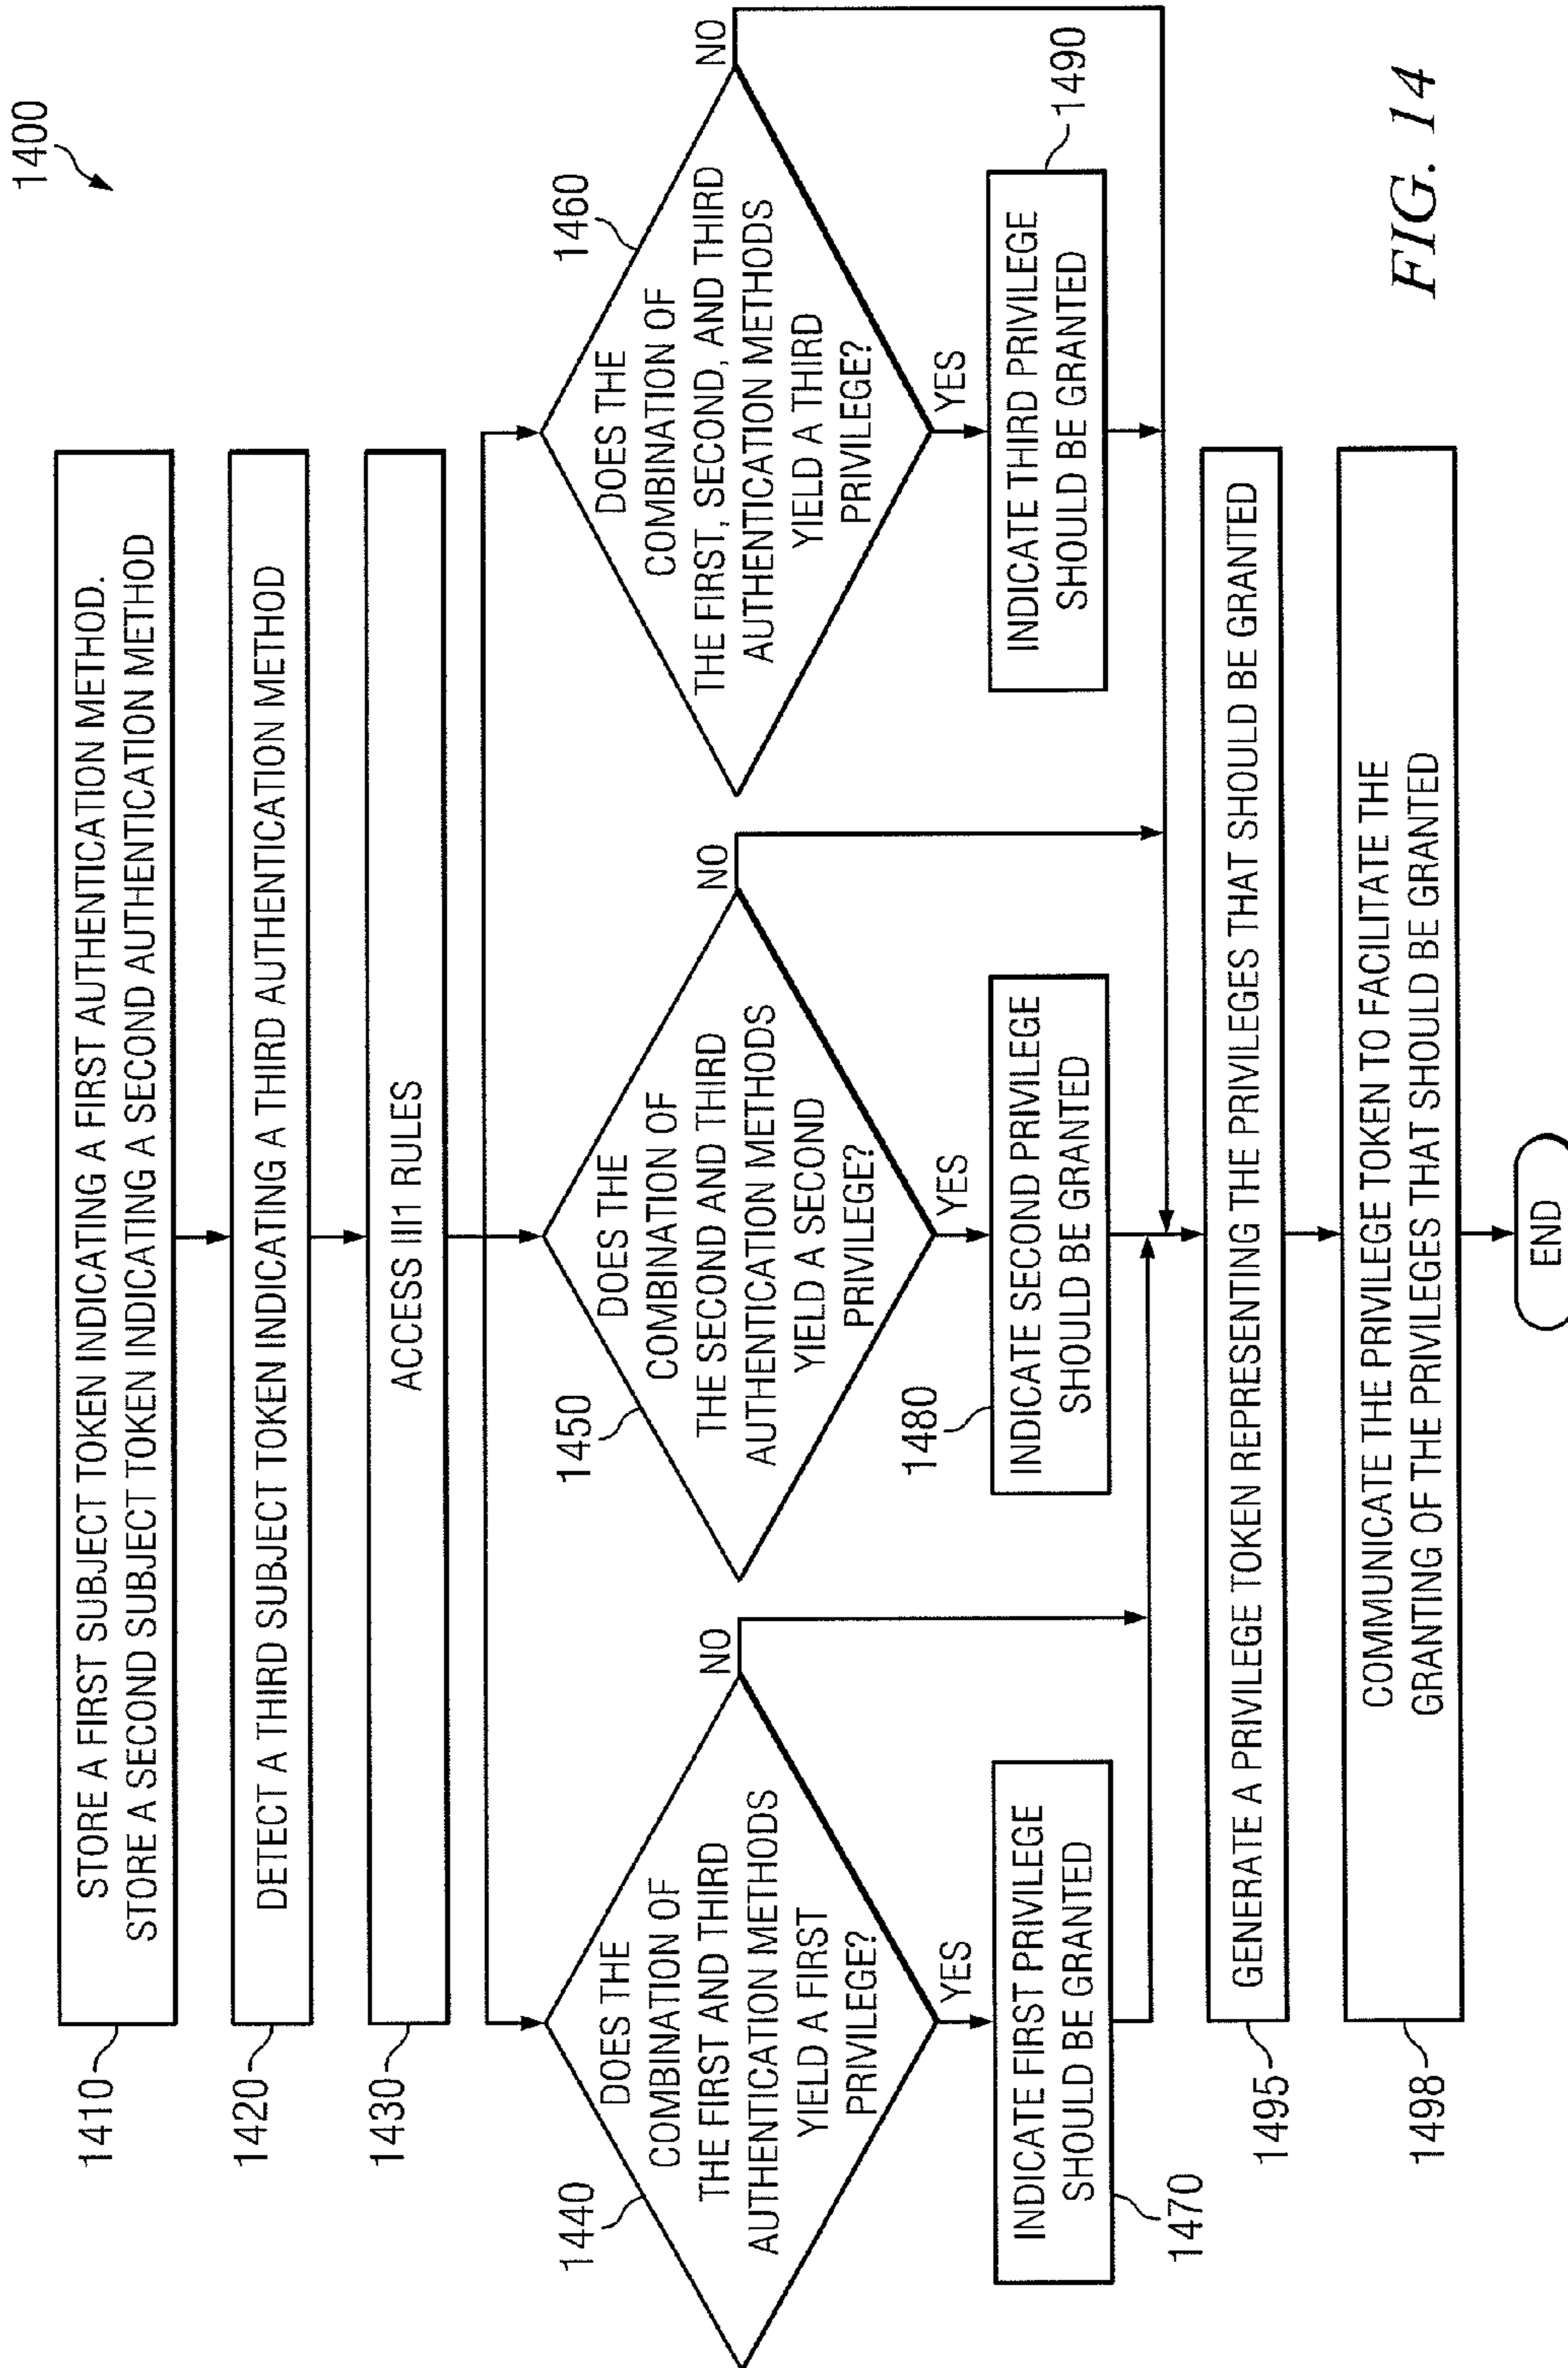 1400
1410
STORE A FIRST SUBJECT TOKEN INDICATING A FIRST AUTHENTICATION METHOD.
STORE A SECOND SUBJECT TOKEN INDICATING A SECOND AUTHENTICATION METHOD
1420
DETECT A THIRD SUBJECT TOKEN INDICATING A THIRD AUTHENTICATION METHOD
1430
ACCESS III1 RULES
1440
DOES THE
COMBINATION OF
THE FIRST AND THIRD
AUTHENTICATION METHODS
YIELD A FIRST
PRIVILEGE?
NO
YES
1450
DOES THE
COMBINATION OF
THE SECOND AND THIRD
AUTHENTICATION METHODS
YIELD A SECOND
PRIVILEGE?
NO
YES
1460
DOES THE
COMBINATION OF
THE FIRST, SECOND, AND THIRD
AUTHENTICATION METHODS
YIELD A THIRD
PRIVILEGE?
NO
YES
INDICATE FIRST PRIVILEGE
SHOULD BE GRANTED
1470
1480
INDICATE SECOND PRIVILEGE
SHOULD BE GRANTED
INDICATE THIRD PRIVILEGE
SHOULD BE GRANTED
1490
1495
GENERATE A PRIVILEGE TOKEN REPRESENTING THE PRIVILEGES THAT SHOULD BE GRANTED
1498
COMMUNICATE THE PRIVILEGE TOKEN TO FACILITATE THE
GRANTING OF THE PRIVILEGES THAT SHOULD BE GRANTED
END
FIG. 14